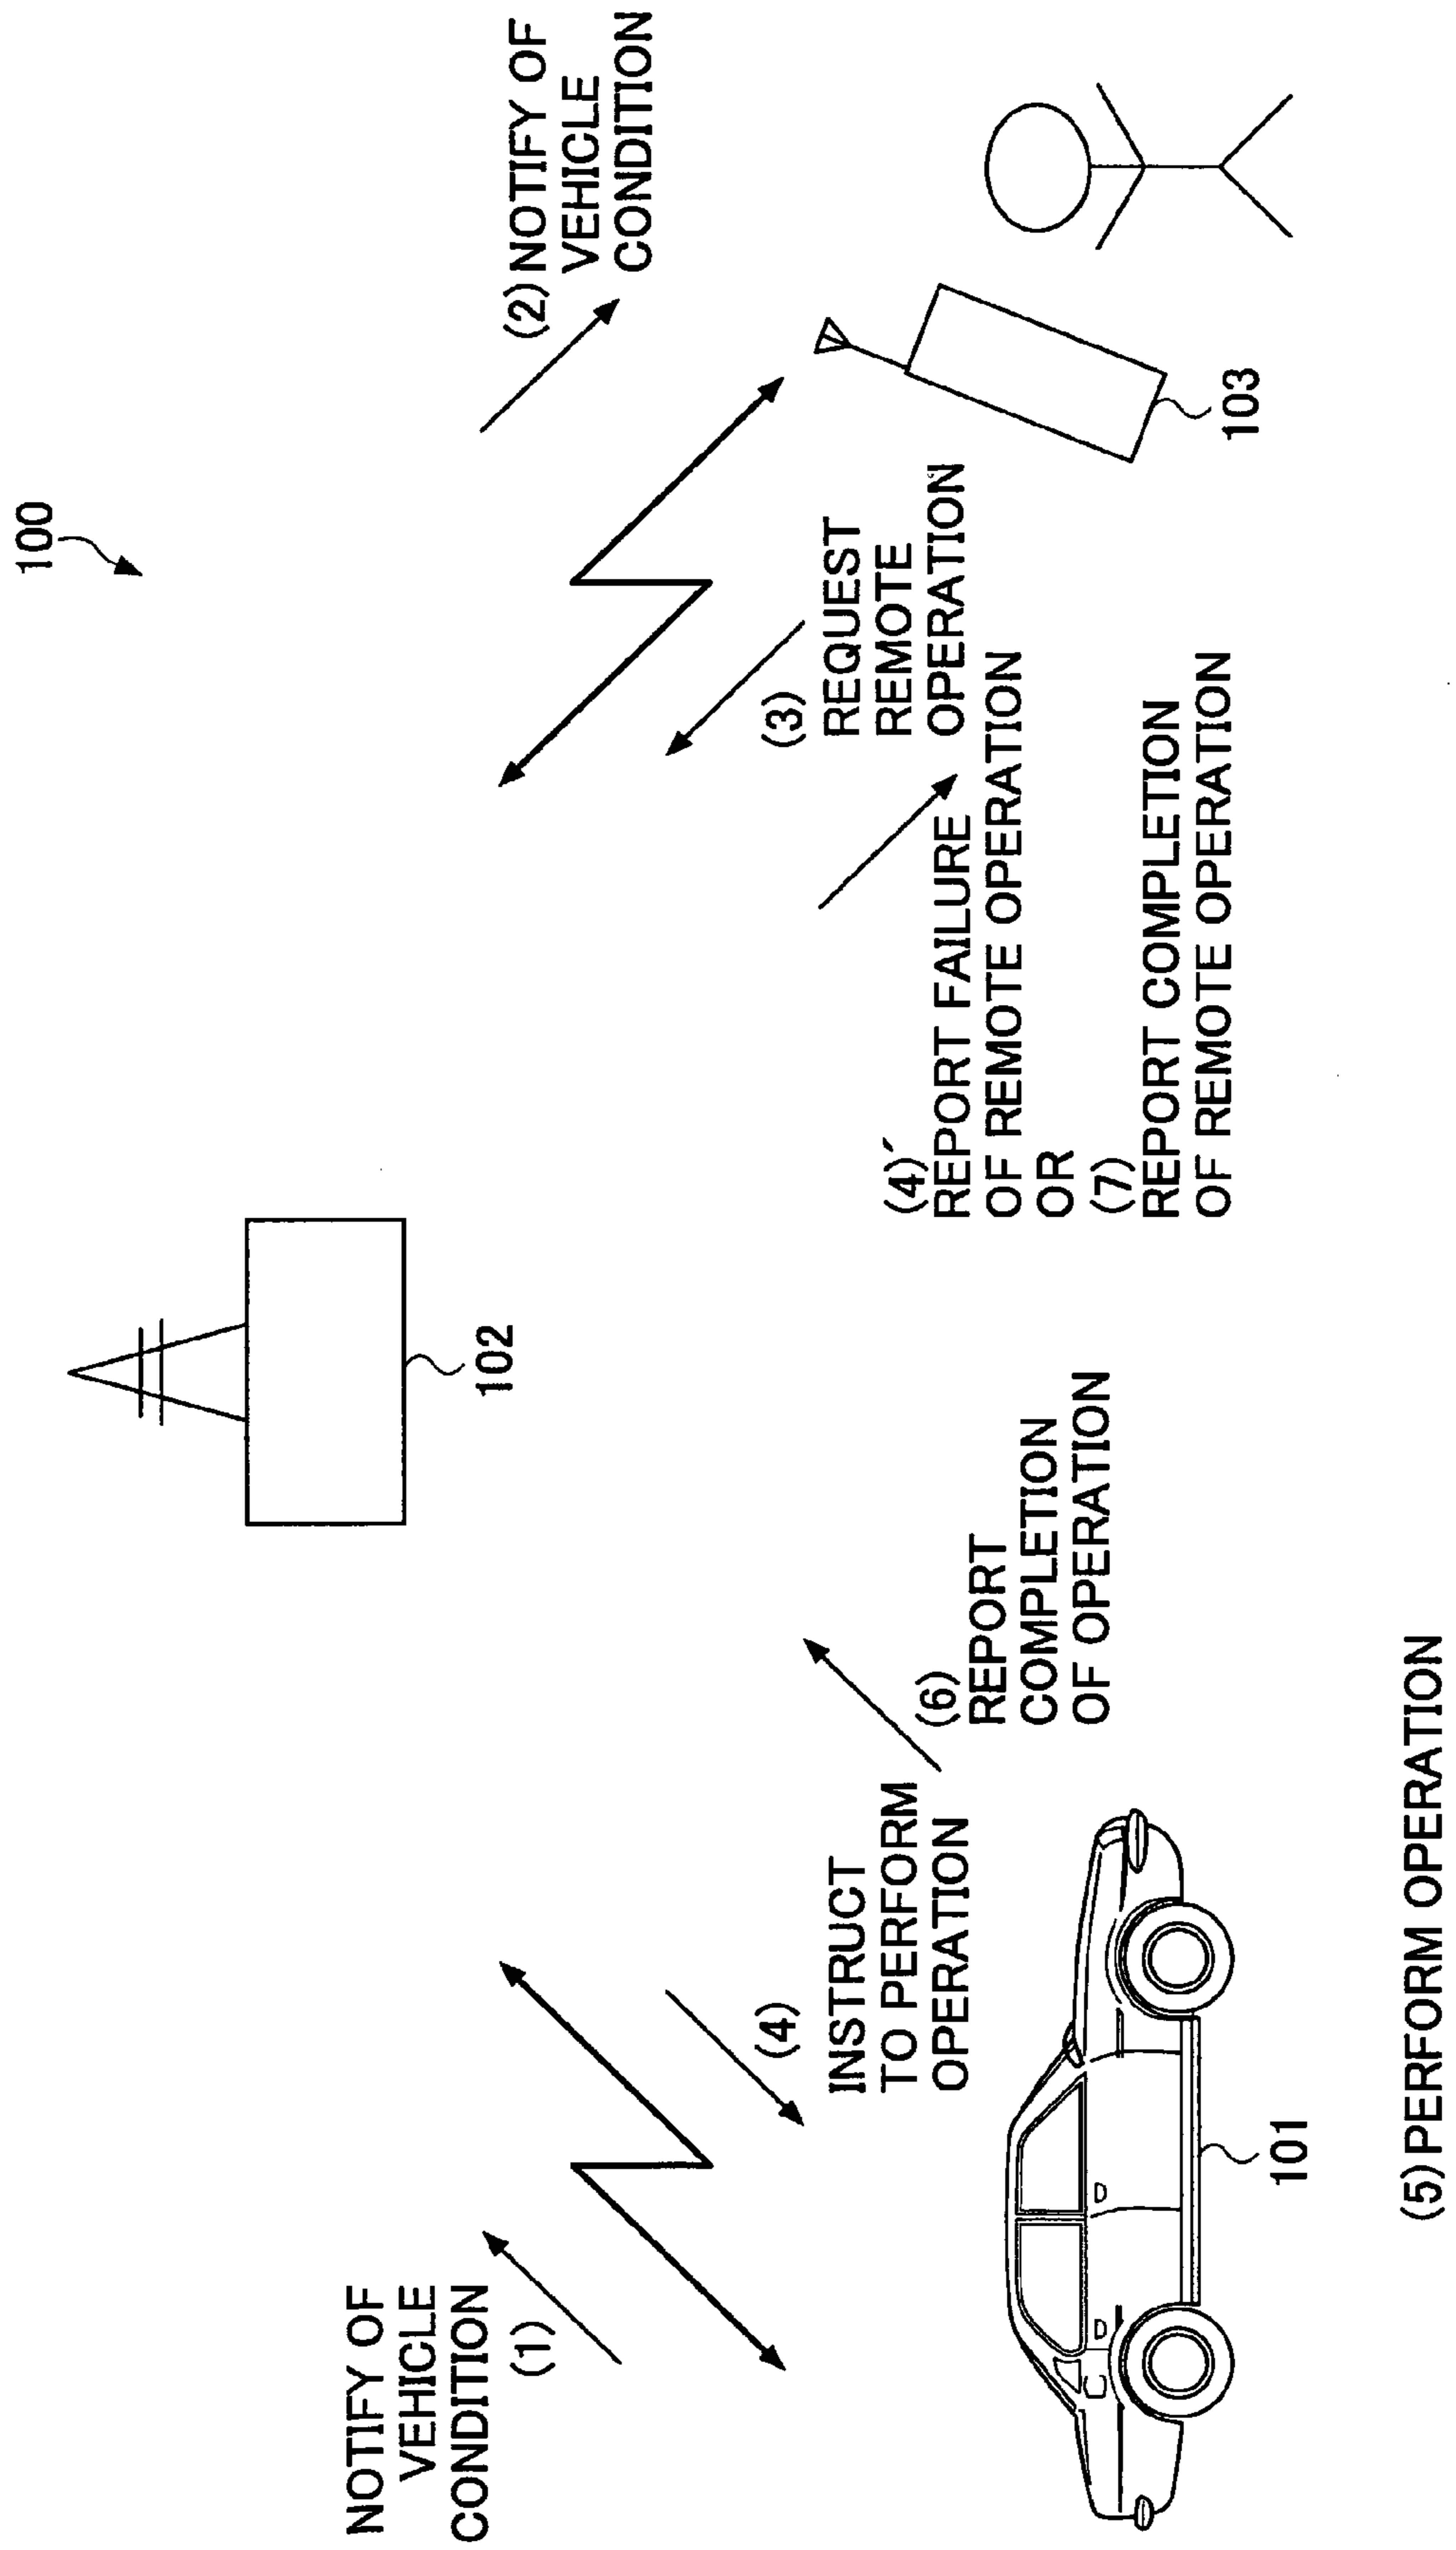 100
102
NOTIFY OF
VEHICLE
CONDITION
(1)
(2) NOTIFY OF
VEHICLE
CONDITION
(3)
REQUEST
REMOTE
OPERATION
(4)
INSTRUCT
TO PERFORM
OPERATION
(6)
REPORT
COMPLETION
OF OPERATION
(4)´
REPORT FAILURE
OF REMOTE OPERATION
OR
(7)
REPORT COMPLETION
OF REMOTE OPERATION
103
101
(5) PERFORM OPERATION